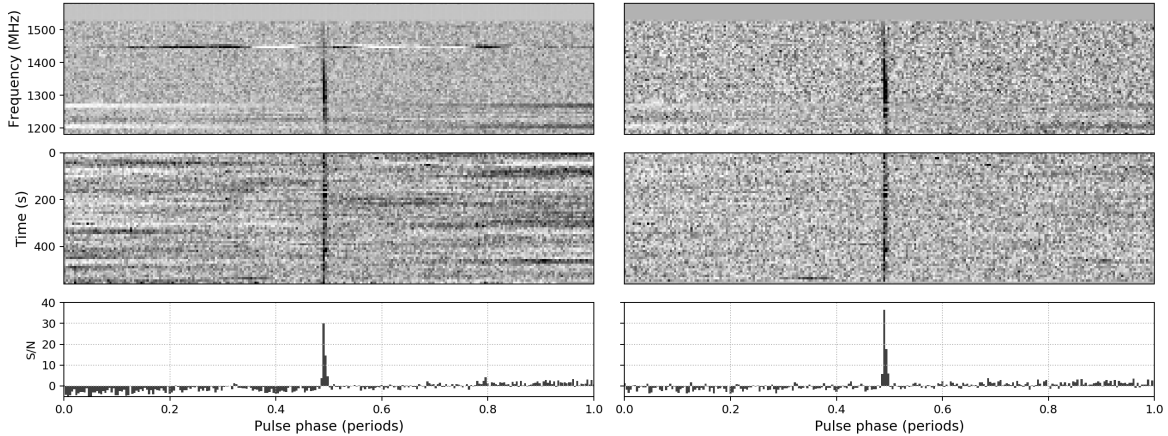 Frequency (MHz)
1500
1400
1300
1200
Time (s)
0
200
400
S/N
40
30
20
10
0
0.0 0.2 0.4 0.6 0.8 1.0
Pulse phase (periods)
0.0 0.2 0.4 0.6 0.8 1.0
Pulse phase (periods)